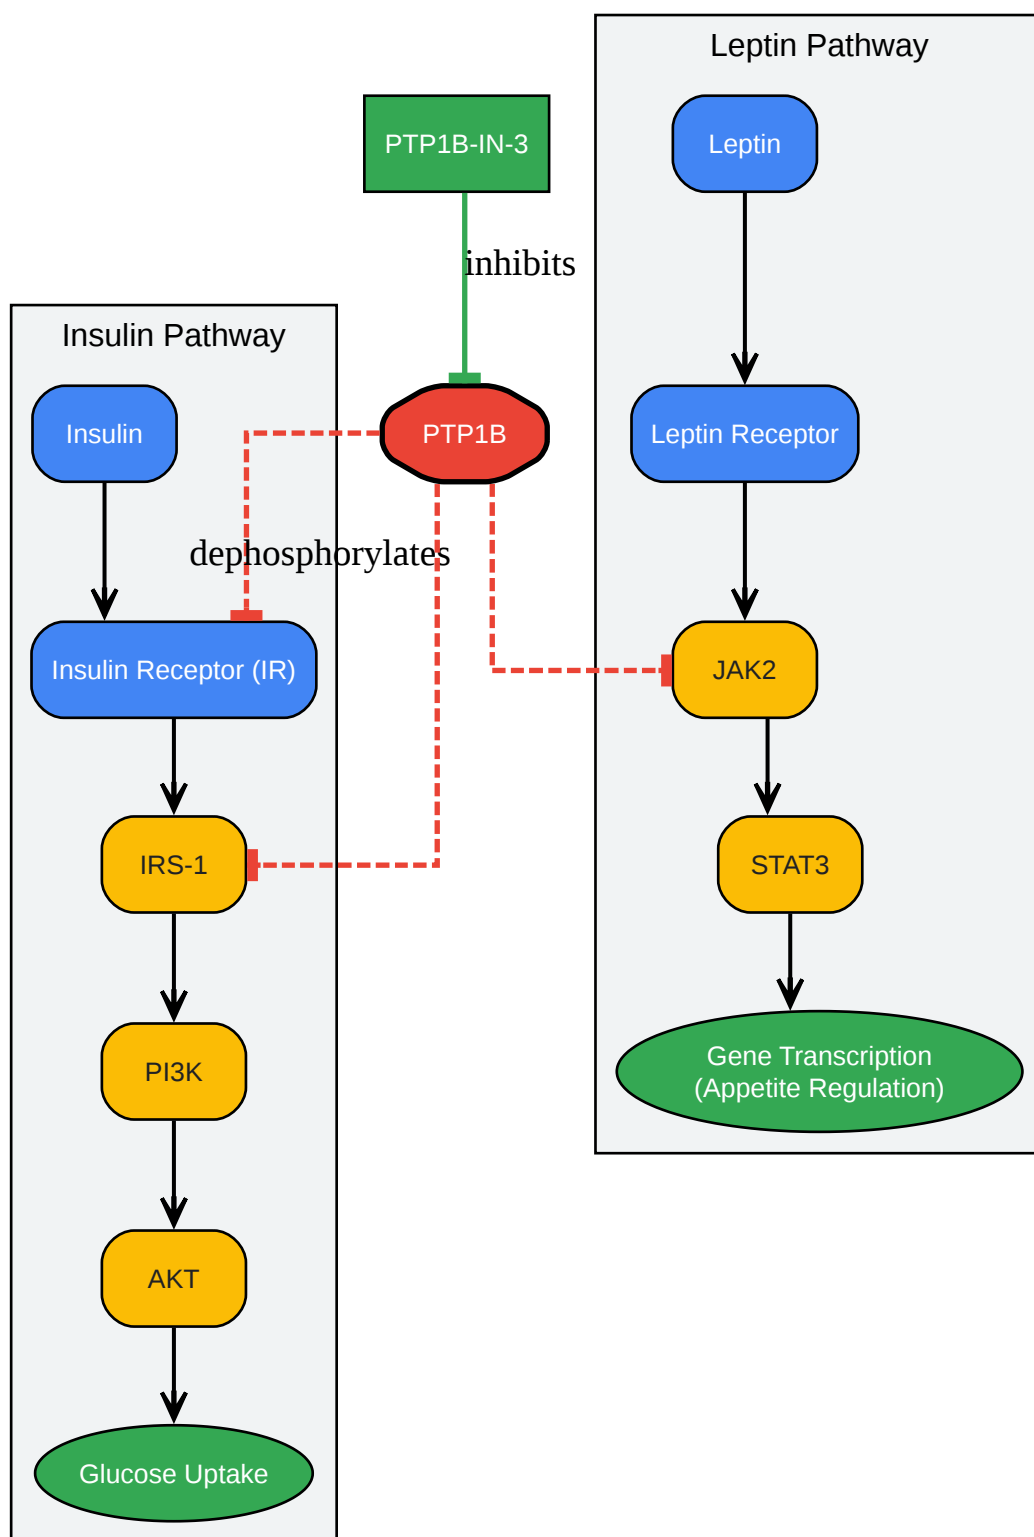 Leptin Pathway
PTP1B-IN-3
Leptin
inhibits
Insulin Pathway
Insulin
PTP1B
Leptin Receptor
dephosphorylates
Insulin Receptor (IR)
JAK2
IRS-1
STAT3
PI3K
Gene Transcription
(Appetite Regulation)
AKT
Glucose Uptake